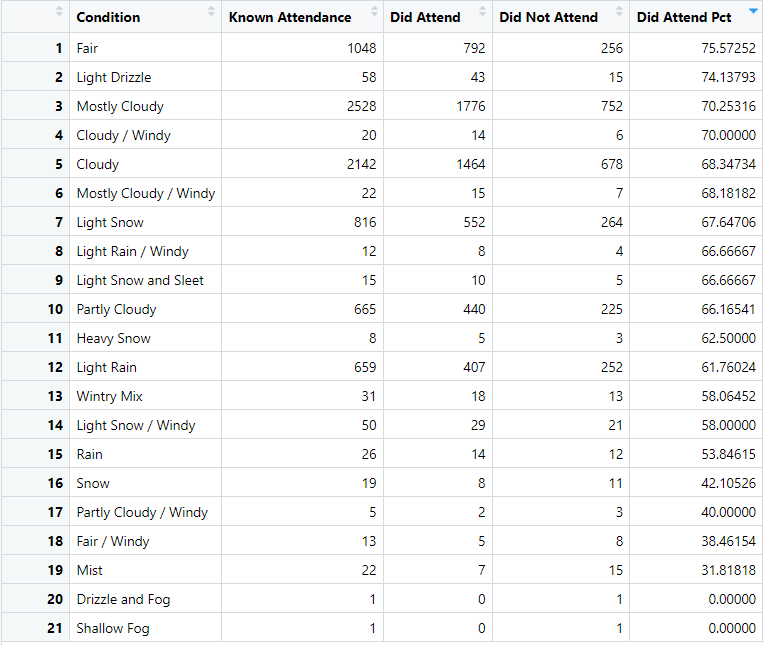 Condition Known Attendance Did Attend Did Not Attend Did Attend Pct
1 Fair 1048 792 256 75.57252
2 Light Drizzle 58 43 15 74.13793
3 Mostly Cloudy 2528 1776 752 70.25316
4 Cloudy / Windy 20 14 6 70.00000
5 Cloudy 2142 1464 678 68.34734
6 Mostly Cloudy / Windy 22 15 7 68.18182
7 Light Snow 816 552 264 67.64706
8 Light Rain / Windy 12 8 4 66.66667
9 Light Snow and Sleet 15 10 5 66.66667
10 Partly Cloudy 665 440 225 66.16541
11 Heavy Snow 8 5 3 62.50000
12 Light Rain 659 407 252 61.76024
13 Wintry Mix 31 18 13 58.06452
14 Light Snow / Windy 50 29 21 58.00000
15 Rain 26 14 12 53.84615
16 Snow 19 8 11 42.10526
17 Partly Cloudy / Windy 5 2 3 40.00000
18 Fair / Windy 13 5 8 38.46154
19 Mist 22 7 15 31.81818
20 Drizzle and Fog 1 0 1 0.00000
21 Shallow Fog 1 0 1 0.00000